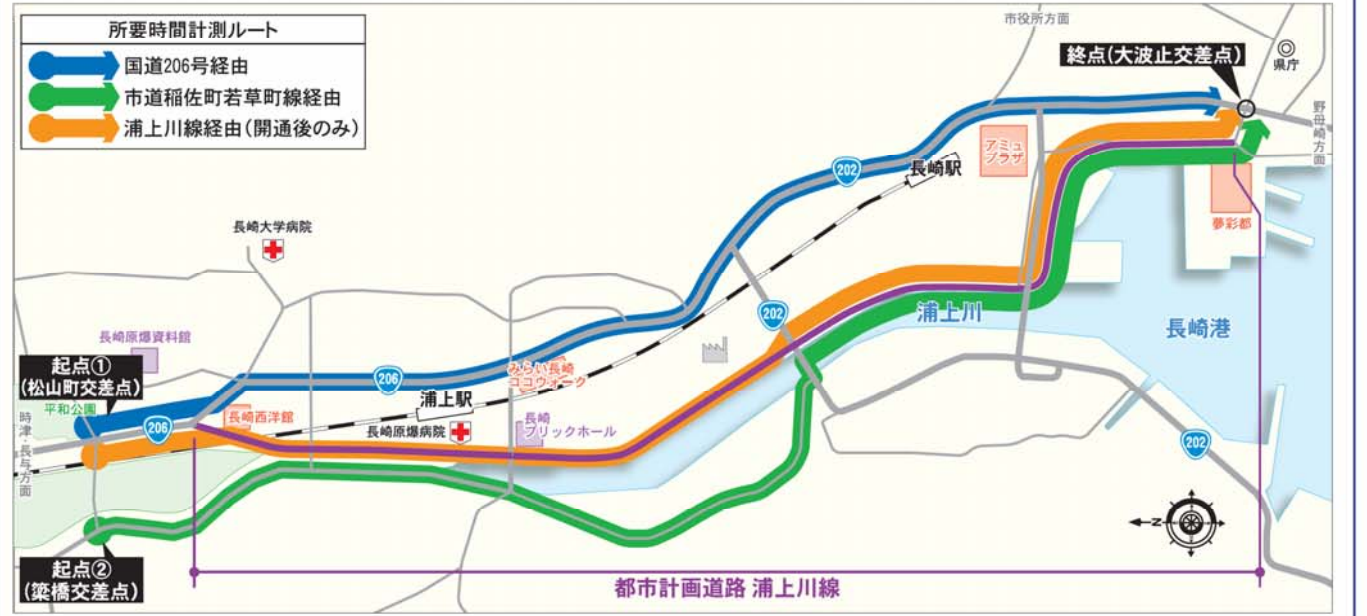 所要時間計測ルート
国道206号経由
市道稲佐町若草町線経由
浦上川線経由(開通後のみ)
市役所方面
終点(大波止交差点)
県庁
野母崎方面
アミュ
プラザ
長崎駅
202
夢彩都
長崎大学病院
202
浦上川
長崎港
長崎原爆資料館
起点①
(松山町交差点)
平和公園
206
みらい長崎
ココウォーク
浦上駅
長崎西洋館
206
長崎原爆病院
長崎
ブリックホール
時津・長与方面
202
N
起点②
(簗橋交差点)
都市計画道路 浦上川線